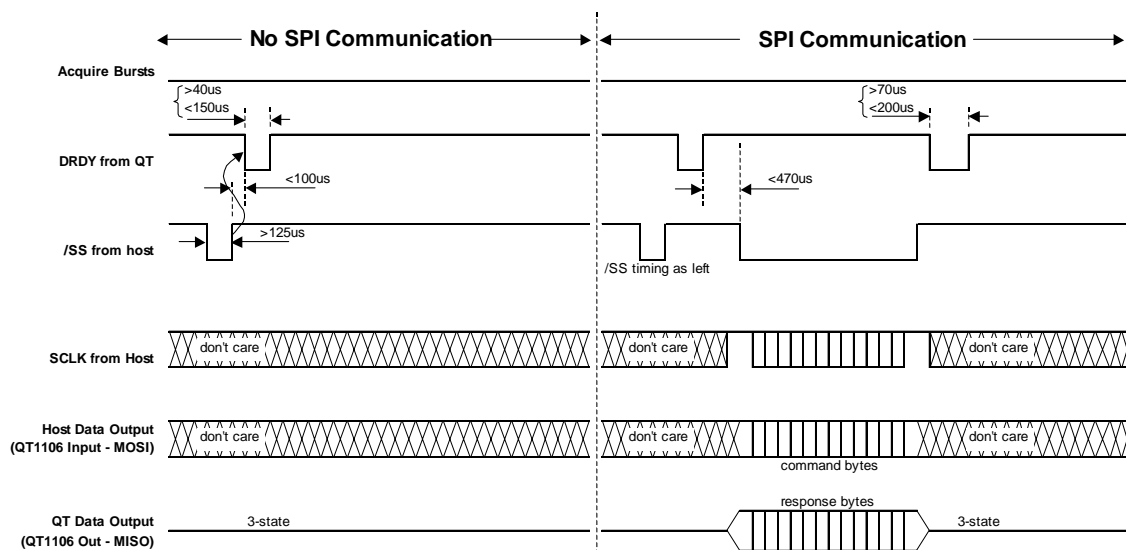 No SPI Communication
SPI Communication
Acquire Bursts
>40us
<150us
>70us
<200us
DRDY from QT
<100us
<470us
/SS from host
>125us
/SS timing as left
SCLK from Host
don't care
don't care
don't care
Host Data Output
(QT1106 Input - MOSI)
don't care
don't care
don't care
command bytes
response bytes
QT Data Output
(QT1106 Out - MISO)
3-state
3-state